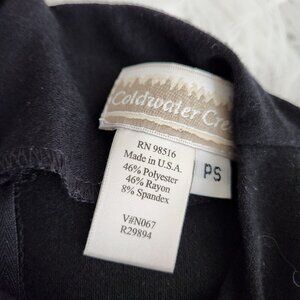 Coldwater Cre
PS
RN 98516
Made in U.S.A.
46% Polyester
46% Rayon
8% Spandex
V#N067
R29894